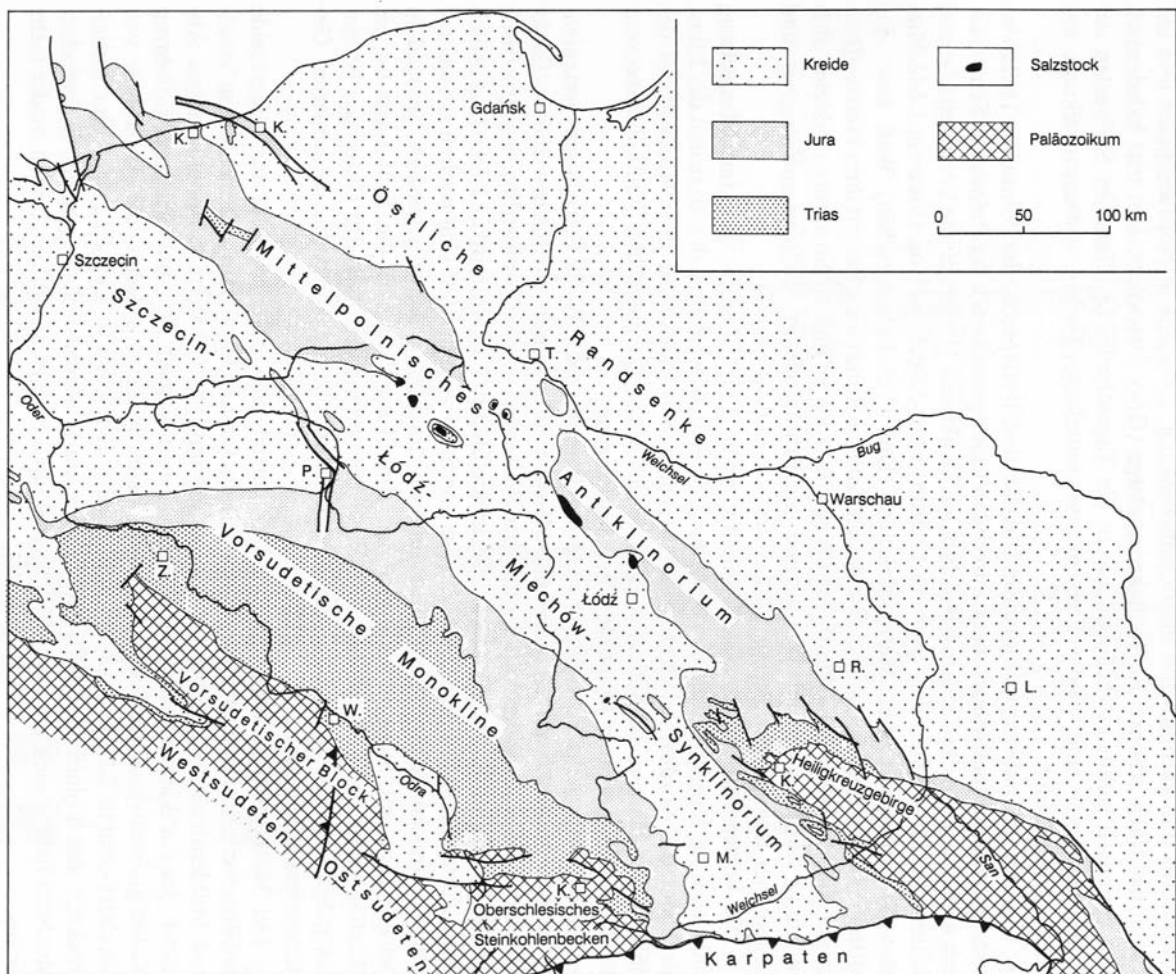 Kreide
Salzstock
Jura
Paläozoikum
Trias
0 50 100 km
Gdańsk
K.
K.
Östliche
Randsenke
Szczecin
Mittelpolnisches
Antiklinorium
Szczecin-
Łódź-
Miechów-
Synklinorium
T.
Oder
Weichsel
Bug
P.
Warschau
Vorsudetische
Monokline
Z.
Łódź
R.
L.
W.
Vorsudetischer Block
Odra
Westsudeten
Ostsudeten
K.
Heiligkreuzgebirge
San
M.
K.
Weichsel
Oberschlesisches
Steinkohlenbecken
Karpaten